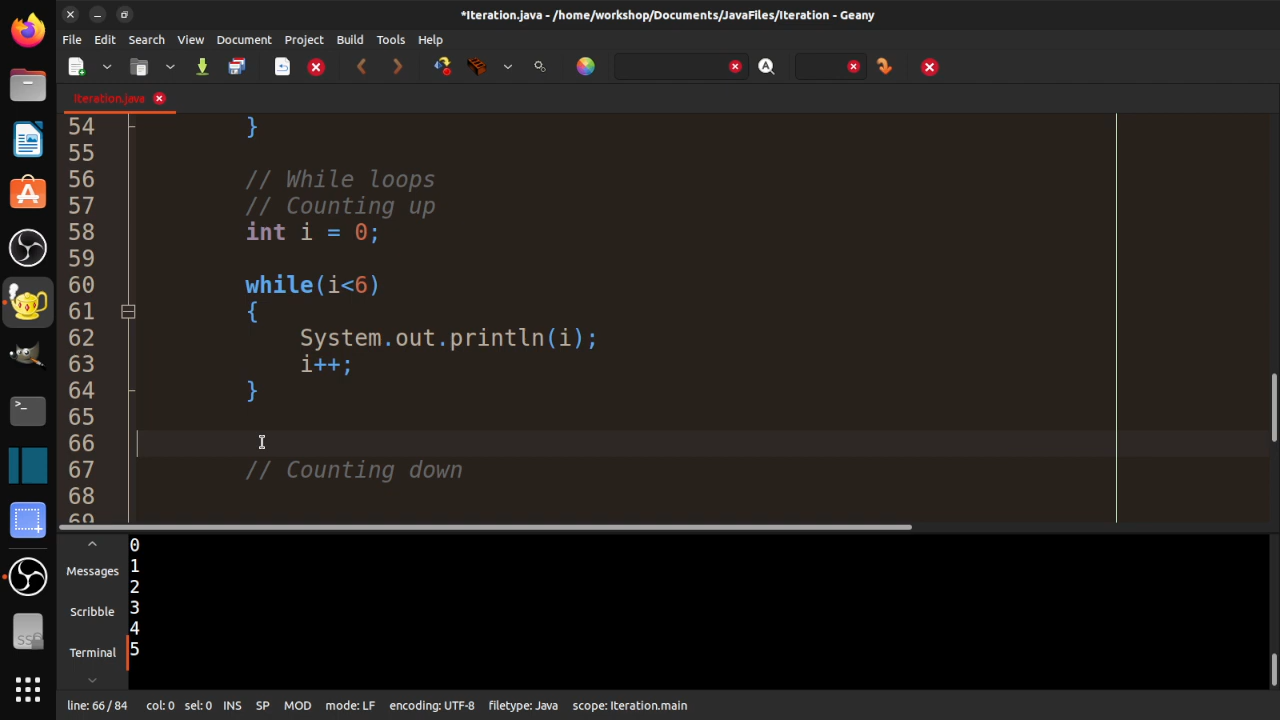 *Iteration.java - /home/workshop/Documents/JavaFiles/Iteration - Geany
File Edit Search View Document Project Build Tools Help
Iteration.java
54 }
55
56 // While loops
57 // Counting up
58 int i = 0;
59
60 while(i<6)
61 {
62 System.out.println(i);
63 i++;
64 }
65
66
67 // Counting down
68
69
Messages
Scribble
Terminal
0
1
2
3
4
5
line: 66 / 84 col: 0 sel: 0 INS SP MOD mode: LF encoding: UTF-8 filetype: Java scope: Iteration.main